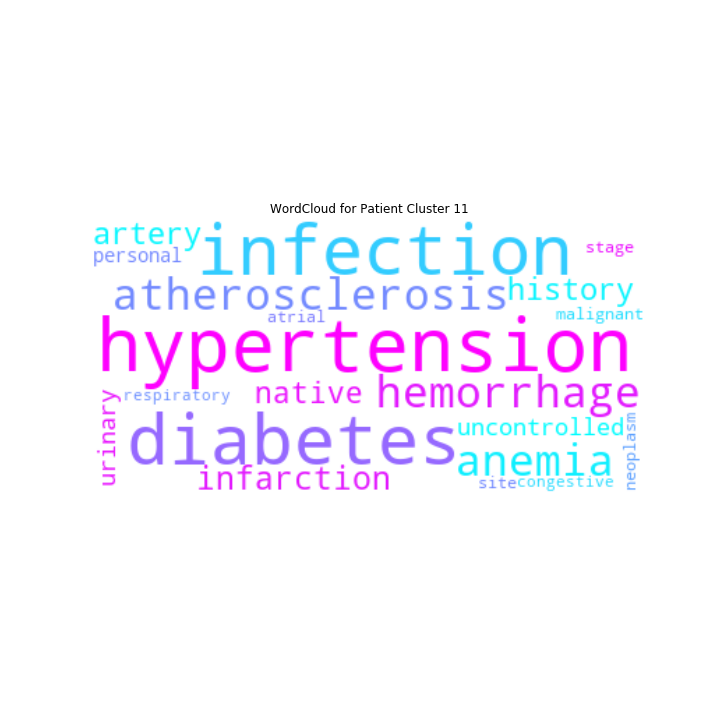 WordCloud for Patient Cluster 11
artery
infection
stage
personal
atherosclerosis
history
atrial
malignant
hypertension
respiratory
native
hemorrhage
urinary
diabetes
uncontrolled
neoplasm
anemia
infarction
site
congestive